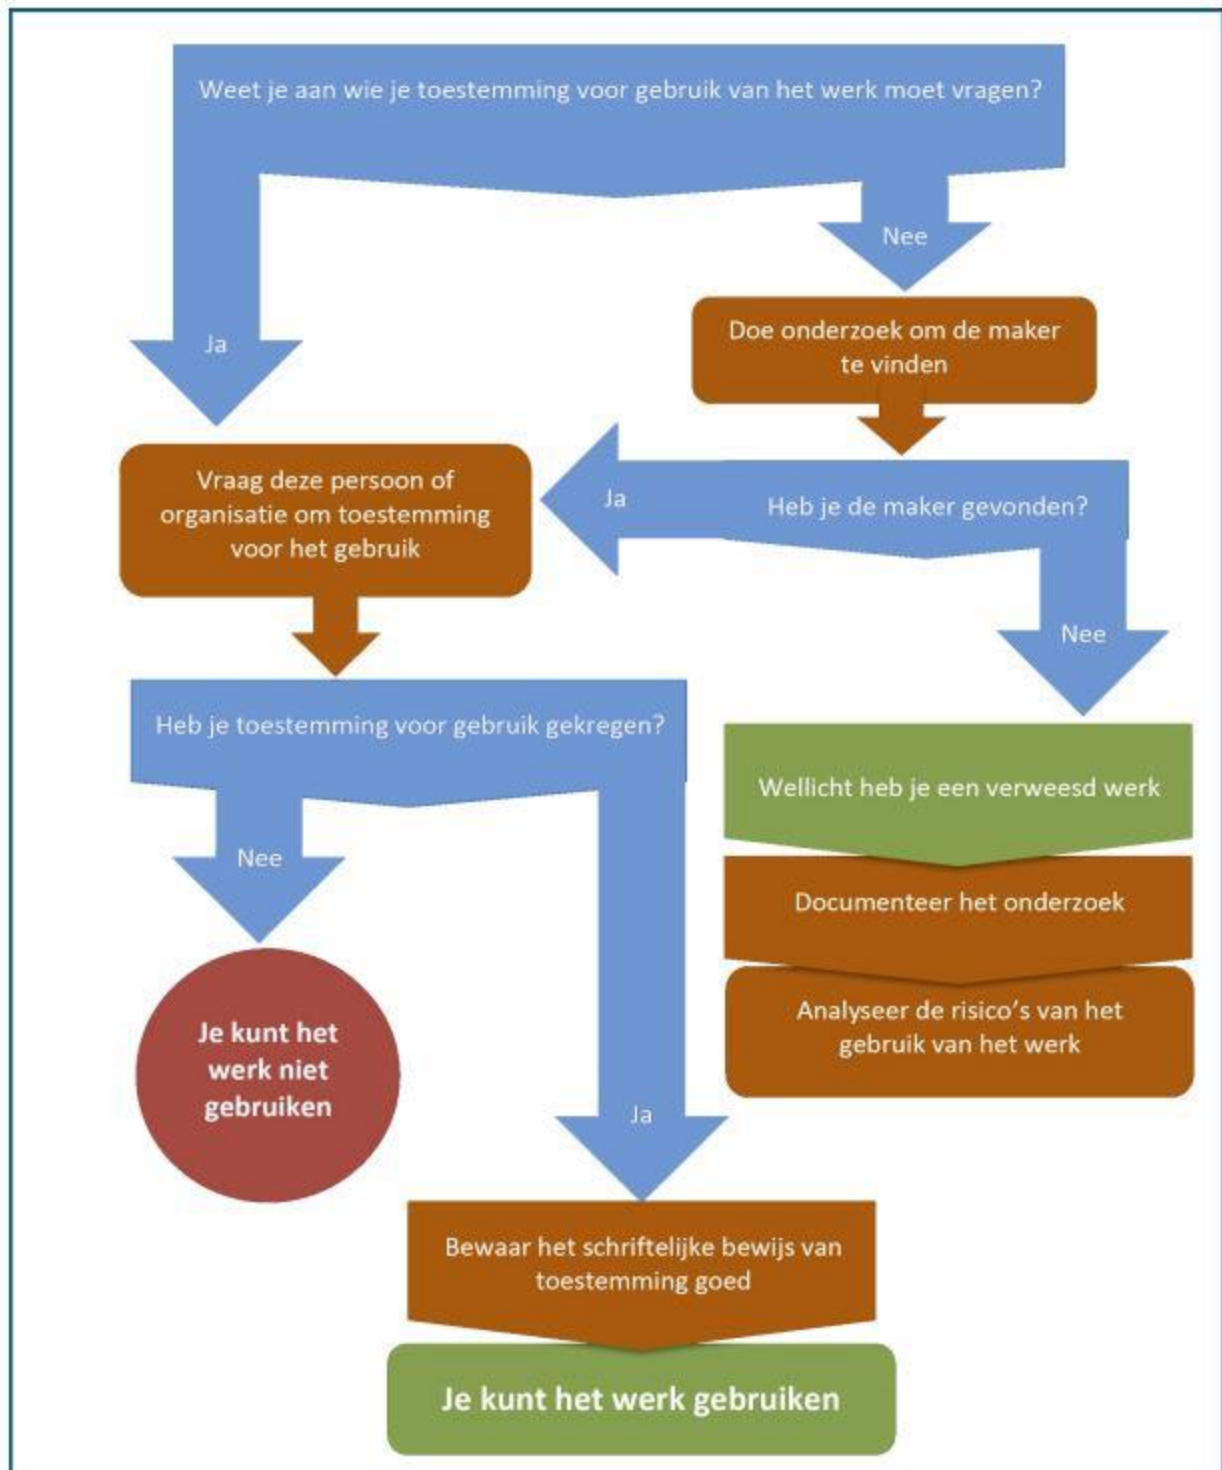 Weet je aan wie je toestemming voor gebruik van het werk moet vragen?
Nee
Ja
Doe onderzoek om de maker
te vinden
Vraag deze persoon of
organisatie om toestemming
voor het gebruik
Ja
Heb je de maker gevonden?
Nee
Heb je toestemming voor gebruik gekregen?
Wellicht heb je een verweesd werk
Nee
Documenteer het onderzoek
Analyseer de risico’s van het
gebruik van het werk
Je kunt het
werk niet
gebruiken
Ja
Bewaar het schriftelijke bewijs van
toestemming goed
Je kunt het werk gebruiken